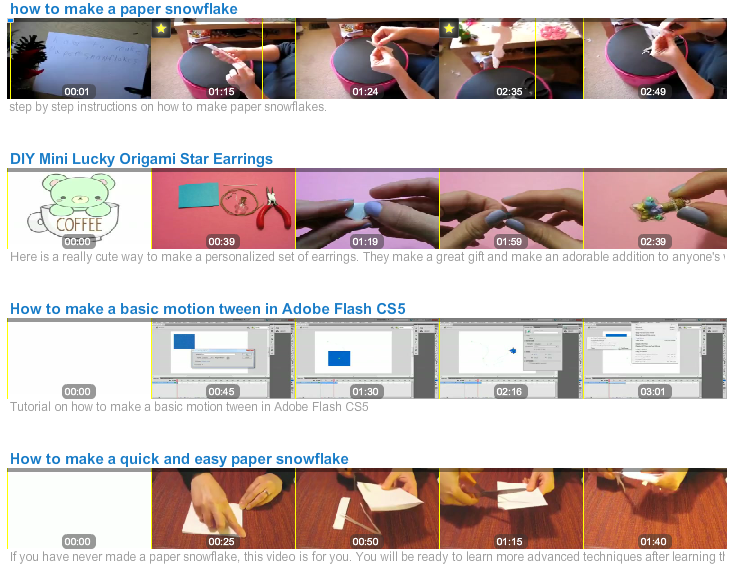 how to make a paper snowflake
00:01
01:15
01:24
02:35
02:49
step by step instructions on how to make paper snowflakes.
DIY Mini Lucky Origami Star Earrings
COFFEE
00:00
00:39
01:19
01:59
02:39
Here is a really cute way to make a personalized set of earrings. They make a great gift and make an adorable addition to anyone's
How to make a basic motion tween in Adobe Flash CS5
00:00
00:45
01:30
02:16
03:01
Tutorial on how to make a basic motion tween in Adobe Flash CS5
How to make a quick and easy paper snowflake
00:00
00:25
00:50
01:15
01:40
If you have never made a paper snowflake, this video is for you. You will be ready to learn more advanced techniques after learning